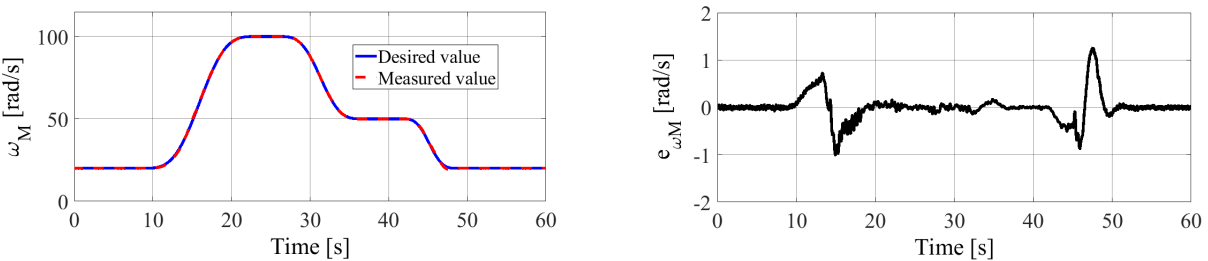 100
50
0
ω_M [rad/s]
0 10 20 30 40 50 60
Time [s]
Desired value
Measured value
2
1
0
-1
-2
e_ωM [rad/s]
0 10 20 30 40 50 60
Time [s]